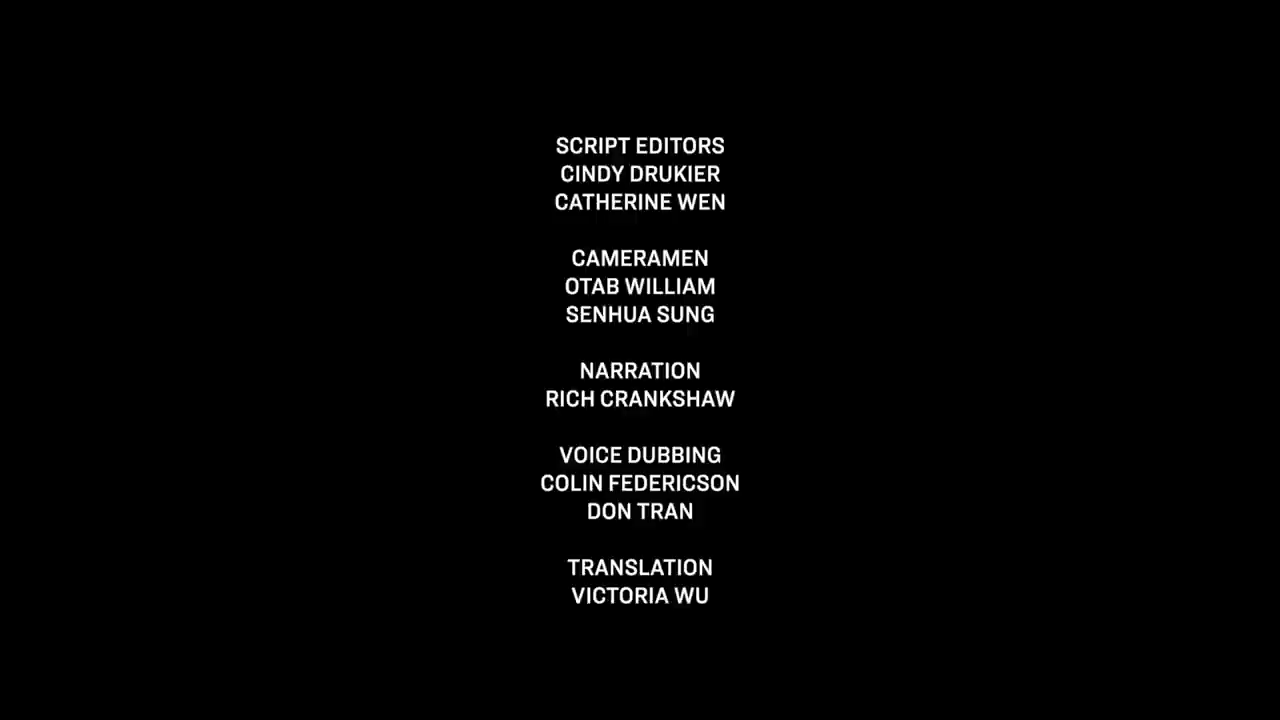 SCRIPT EDITORS
CINDY DRUKIER
CATHERINE WEN
CAMERAMEN
OTAB WILLIAM
SENHUA SUNG
NARRATION
RICH CRANKSHAW
VOICE DUBBING
COLIN FEDERICSON
DON TRAN
TRANSLATION
VICTORIA WU